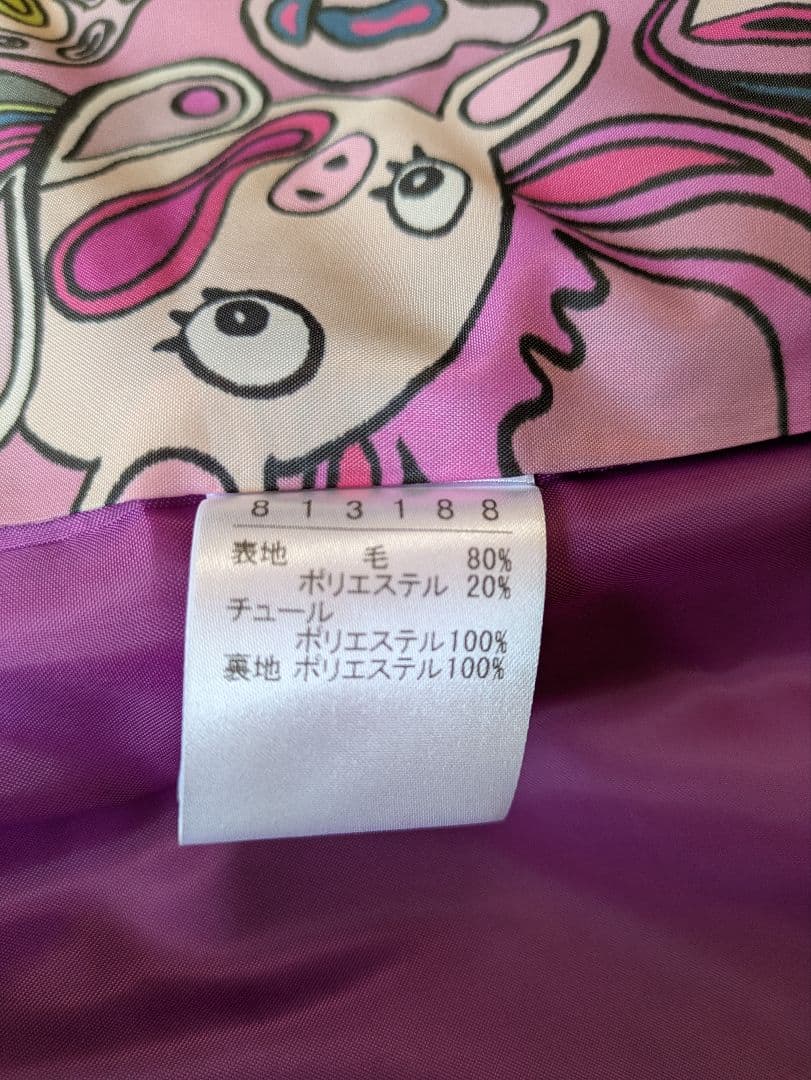 813188
表地 毛 80%
ポリエステル 20%
チュール
ポリエステル100%
裏地 ポリエステル100%